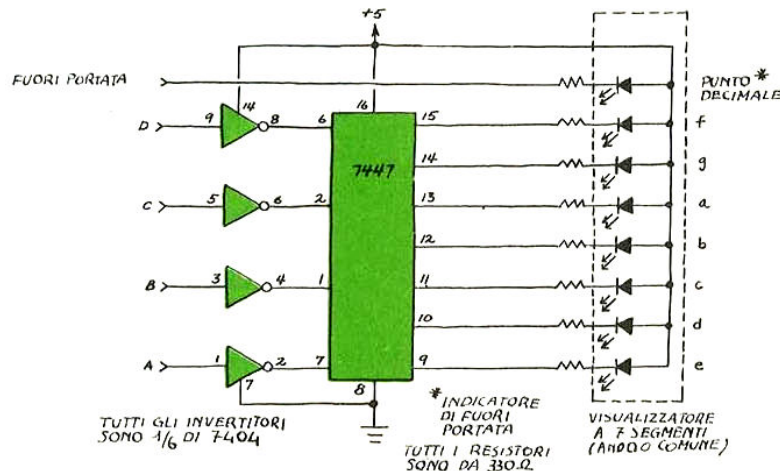 +5
FUORI PORTATA
PUNTO *
DECIMALE
14
16
D 9 8 6 15 f
7447
14 g
C 5 6 2 13 a
12 b
B 3 4 1 11 c
10 d
A 1 2 7 9 e
7
8
TUTTI GLI INVERTITORI
SONO 1/6 DI 7404
* INDICATORE
DI FUORI
PORTATA
TUTTI I RESISTORI
SONO DA 330Ω
VISUALIZZATORE
A 7 SEGMENTI
(ANODO COMUNE)